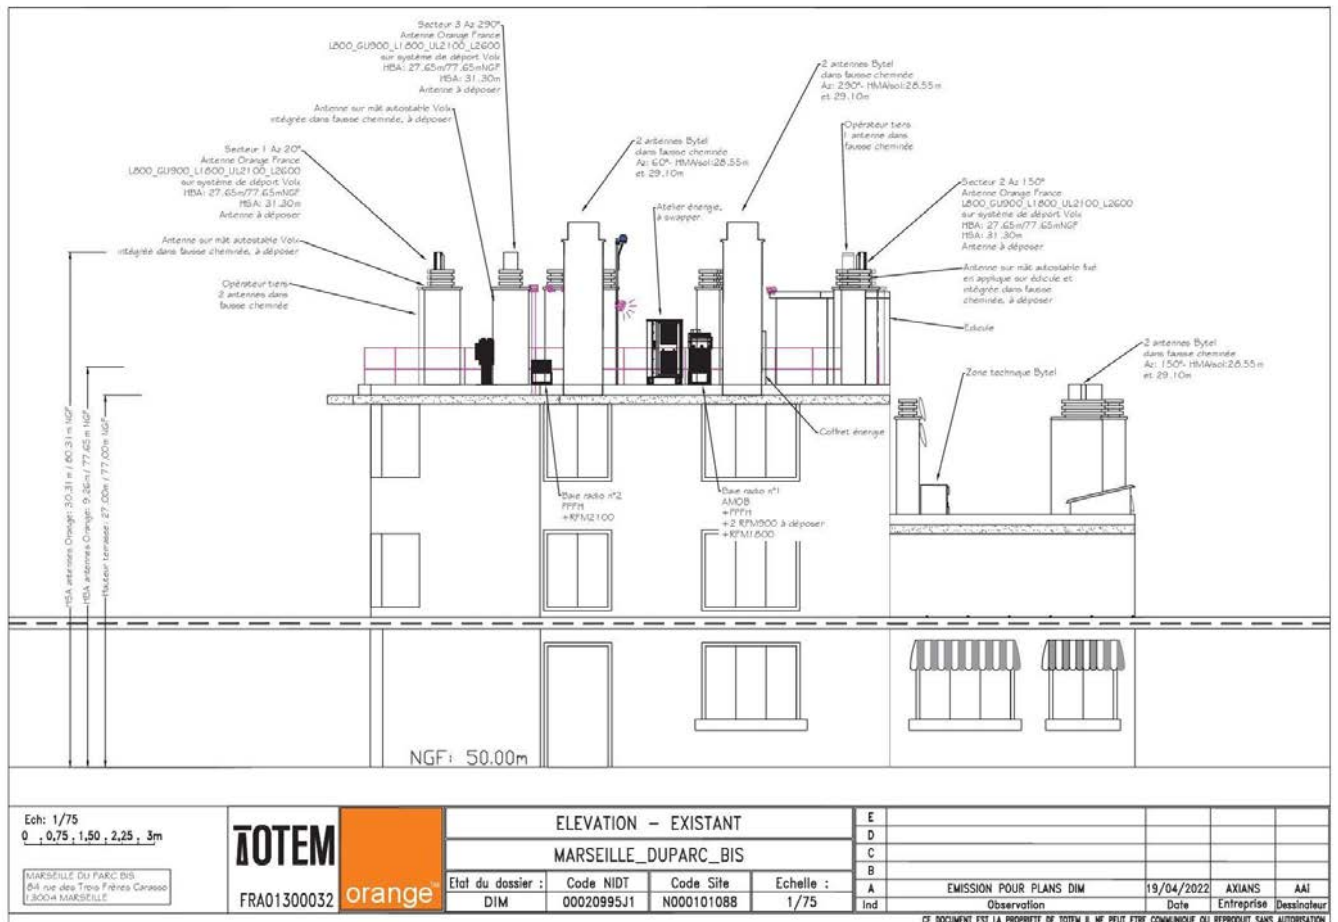 Secteur 3 Az 290°
Antenne Orange France
L800_GU900_L1800_UL2100_L2600
sur système de déport Volx
HBA: 27.65m/77.65mNGF
HSA: 31.30m
Antenne à déposer
Antenne sur mât autostable Volx
intégrée dans fausse cheminée, à déposer
Secteur 1 Az 20°
Antenne Orange France
L800_GU900_L1800_UL2100_L2600
sur système de déport Volx
HBA: 27.65m/77.65mNGF
HSA: 31.30m
Antenne à déposer
Antenne sur mât autostable Volx
intégrée dans fausse cheminée, à déposer
Opérateur tiers
2 antennes dans
fausse cheminée
2 antennes Bytel
dans fausse cheminée
Az: 60°- HMA/sol:28.55m
et 29.10m
Atelier énergie,
à swapper
2 antennes Bytel
dans fausse cheminée
Az: 290°- HMA/sol:28.55m
et 29.10m
Opérateur tiers
1 antenne dans
fausse cheminée
Secteur 2 Az 150°
Antenne Orange France
L800_GU900_L1800_UL2100_L2600
sur système de déport Volx
HBA: 27.65m/77.65mNGF
HSA: 31.30m
Antenne à déposer
Antenne sur mât autostable fixé
en applique sur édicule et
intégrée dans fausse
cheminée, à déposer
Edicule
2 antennes Bytel
dans fausse cheminée
Az: 150°- HMA/sol:28.55m
et 29.10m
Zone technique Bytel
Coffret énergie
Baie radio n°2
FPFH
+RFM2100
Baie radio n°1
AMOB
+FPFH
+2 RFM900 à déposer
+RFM1800
HSA antennes Orange: 30.31m / 80.31m NGF
HBA antennes Orange: 9.26m / 77.65m NGF
Hauteur terrasse: 27.00m / 77.00m NGF
NGF: 50.00m
Ech: 1/75
0 0,75 1,50 2,25 3m
MARSEILLE DU PARC BIS
84 rue des Trois Frères Carasso
13004 MARSEILLE
TOTEM
FRA01300032
orange™
ELEVATION - EXISTANT
MARSEILLE_DUPARC_BIS
Etat du dossier : Code NIDT Code Site Echelle :
DIM 00020995J1 N000101088 1/75
E
D
C
B
A EMISSION POUR PLANS DIM 19/04/2022 AXIANS AAI
Ind Observation Date Entreprise Dessinateur
CE DOCUMENT EST LA PROPRIETE DE TOTEM IL NE PEUT ETRE COMMUNIQUE OU REPRODUIT SANS AUTORISATION